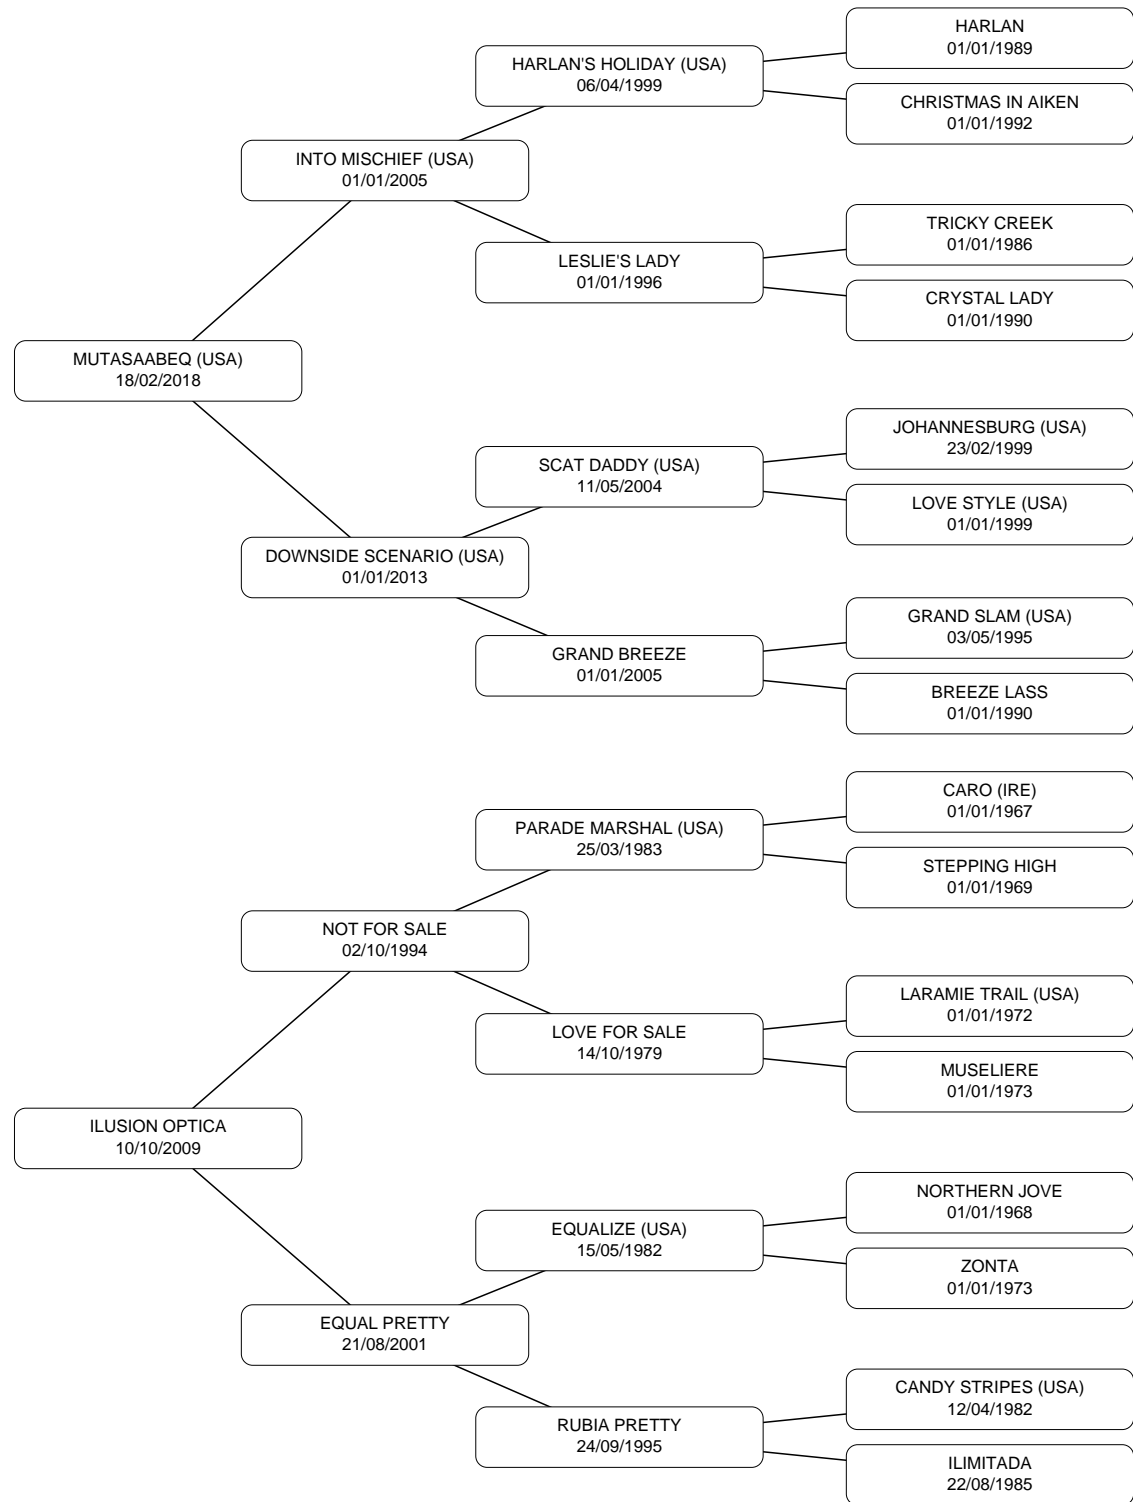 HARLAN
01/01/1989
HARLAN'S HOLIDAY (USA)
06/04/1999
CHRISTMAS IN AIKEN
01/01/1992
INTO MISCHIEF (USA)
01/01/2005
TRICKY CREEK
01/01/1986
LESLIE'S LADY
01/01/1996
CRYSTAL LADY
01/01/1990
MUTASAABEQ (USA)
18/02/2018
JOHANNESBURG (USA)
23/02/1999
SCAT DADDY (USA)
11/05/2004
LOVE STYLE (USA)
01/01/1999
DOWNSIDE SCENARIO (USA)
01/01/2013
GRAND SLAM (USA)
03/05/1995
GRAND BREEZE
01/01/2005
BREEZE LASS
01/01/1990
CARO (IRE)
01/01/1967
PARADE MARSHAL (USA)
25/03/1983
STEPPING HIGH
01/01/1969
NOT FOR SALE
02/10/1994
LARAMIE TRAIL (USA)
01/01/1972
LOVE FOR SALE
14/10/1979
MUSELIERE
01/01/1973
ILUSION OPTICA
10/10/2009
NORTHERN JOVE
01/01/1968
EQUALIZE (USA)
15/05/1982
ZONTA
01/01/1973
EQUAL PRETTY
21/08/2001
CANDY STRIPES (USA)
12/04/1982
RUBIA PRETTY
24/09/1995
ILIMITADA
22/08/1985